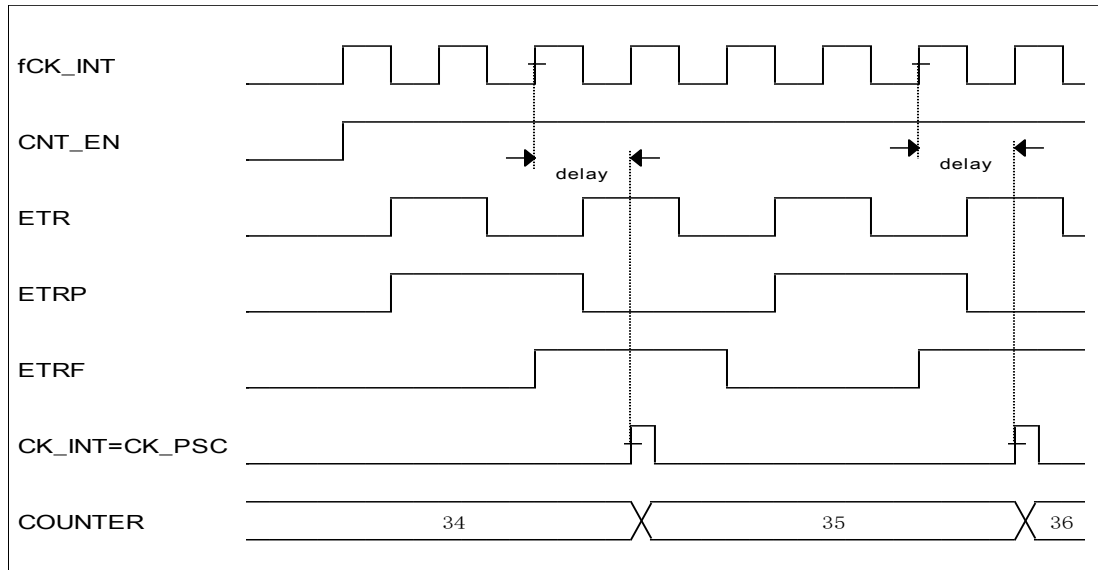 fCK_INT
CNT_EN
delay
delay
ETR
ETRP
ETRF
CK_INT=CK_PSC
COUNTER
34
35
36